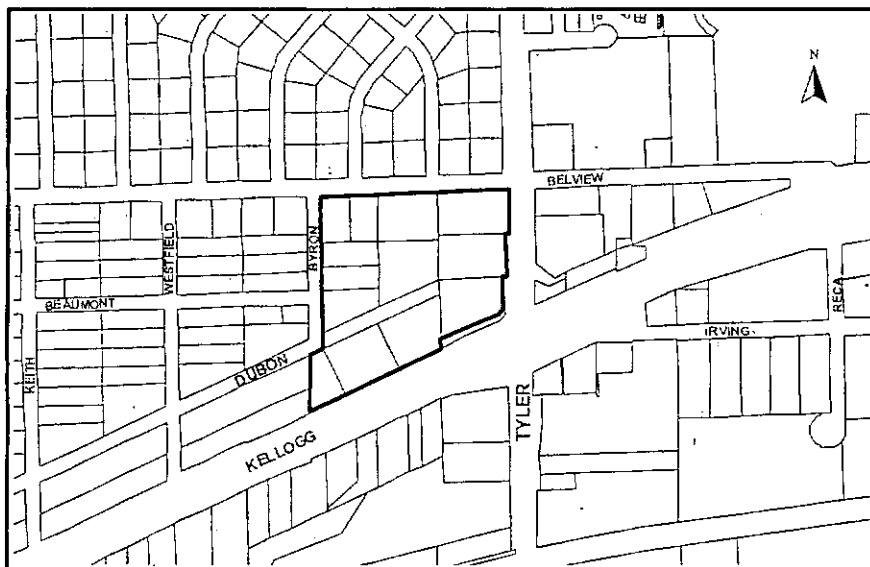 N
BELVIEW
WESTFIELD
BYRON
BEAUMONT
RECA
IRVING
KEITH
DUBON
TYLER
KELLOGG